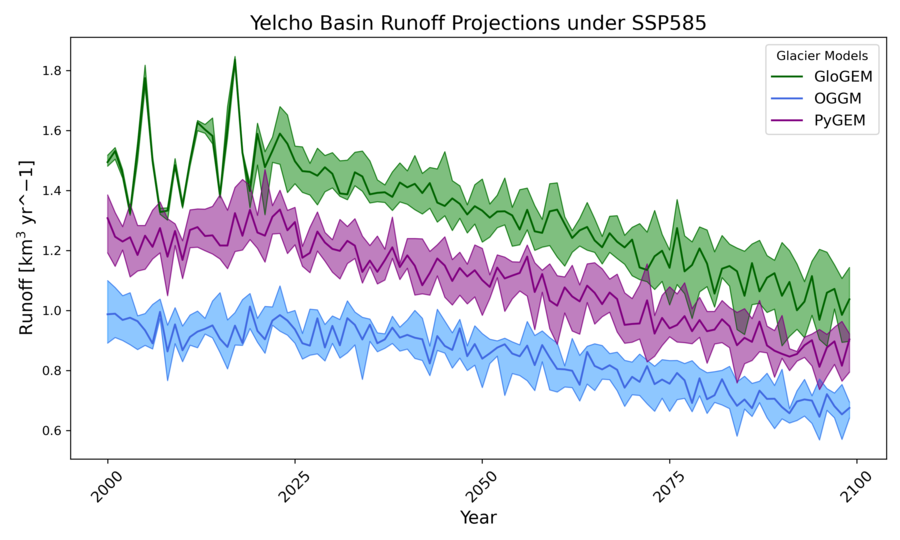 Yelcho Basin Runoff Projections under SSP585
Runoff [km³ yr^−1]
1.8
1.6
1.4
1.2
1.0
0.8
0.6
Glacier Models
GloGEM
OGGM
PyGEM
2000
2025
2050
2075
2100
Year